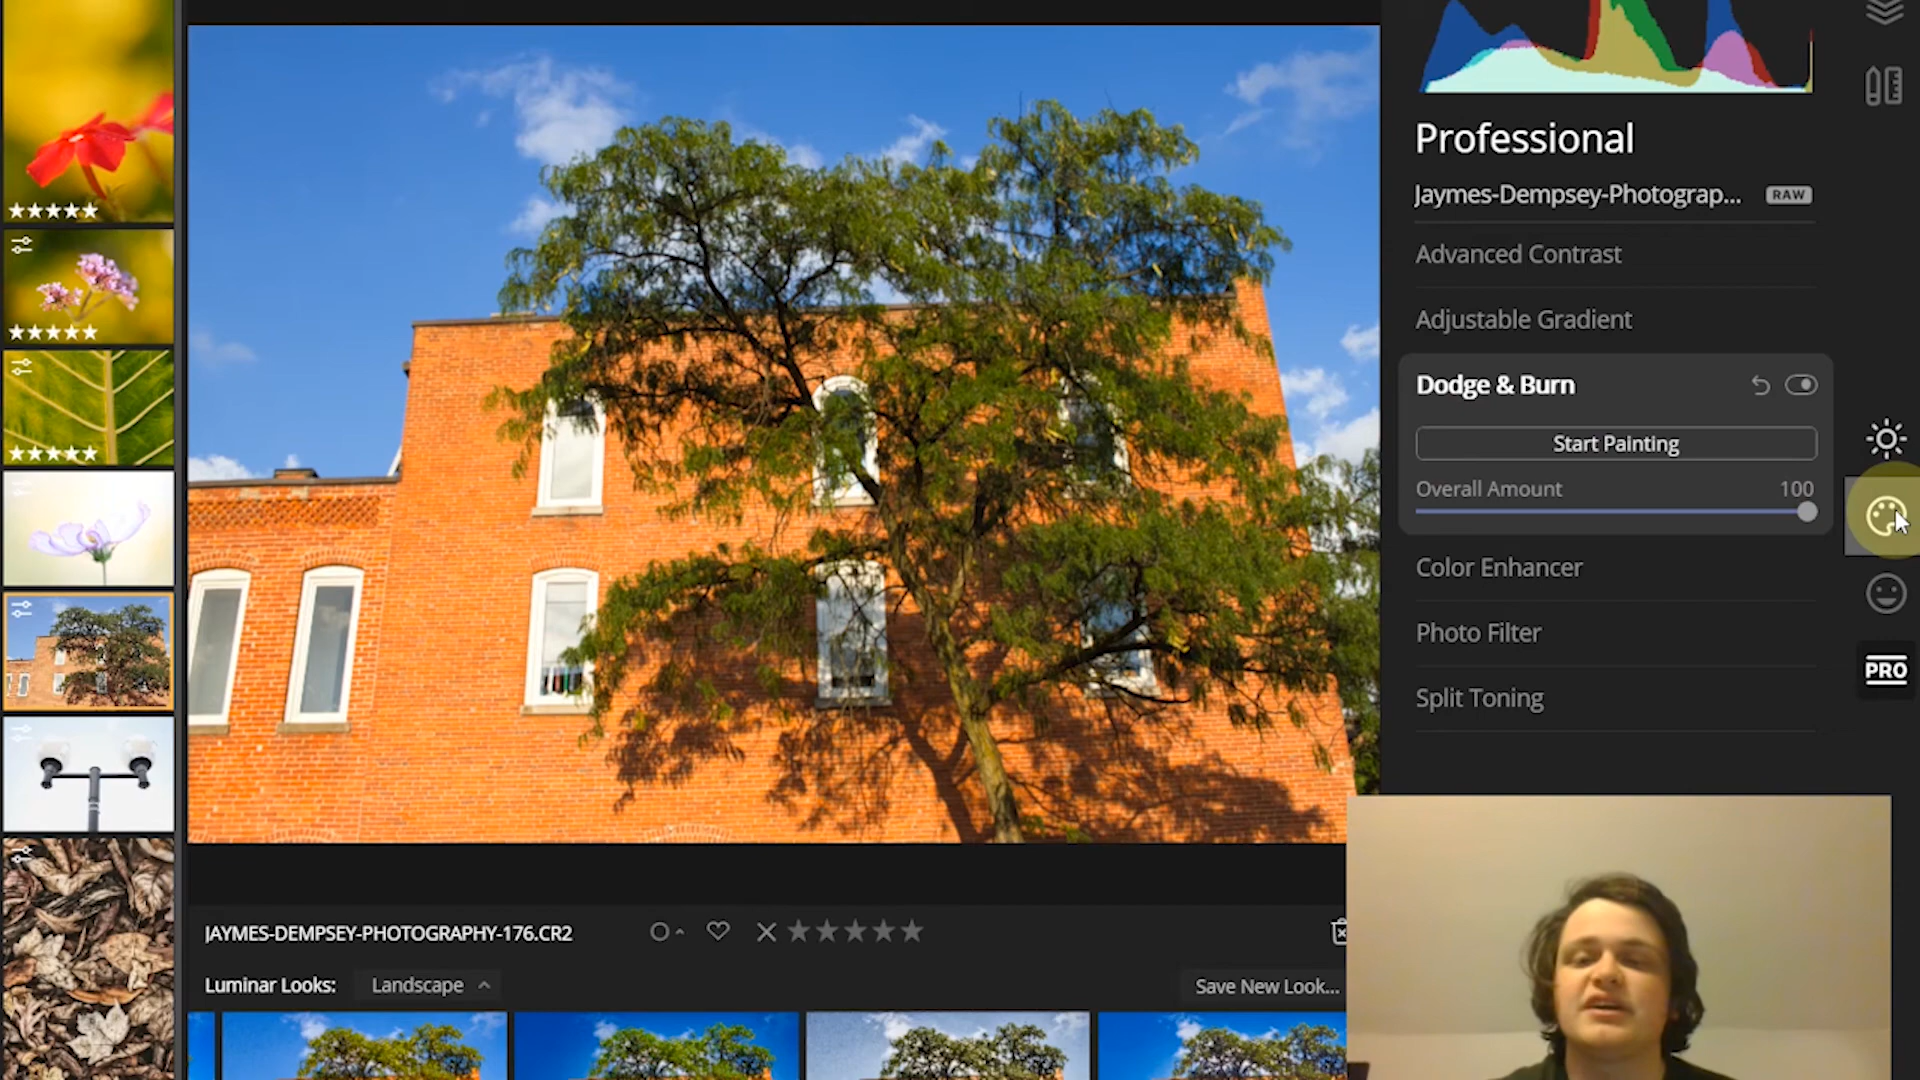 Professional
Jaymes-Dempsey-Photograp... RAW
Advanced Contrast
Adjustable Gradient
Dodge & Burn
Start Painting
Overall Amount 100
Color Enhancer
Photo Filter
PRO
Split Toning
JAYMES-DEMPSEY-PHOTOGRAPHY-176.CR2
Luminar Looks: Landscape
Save New Look...